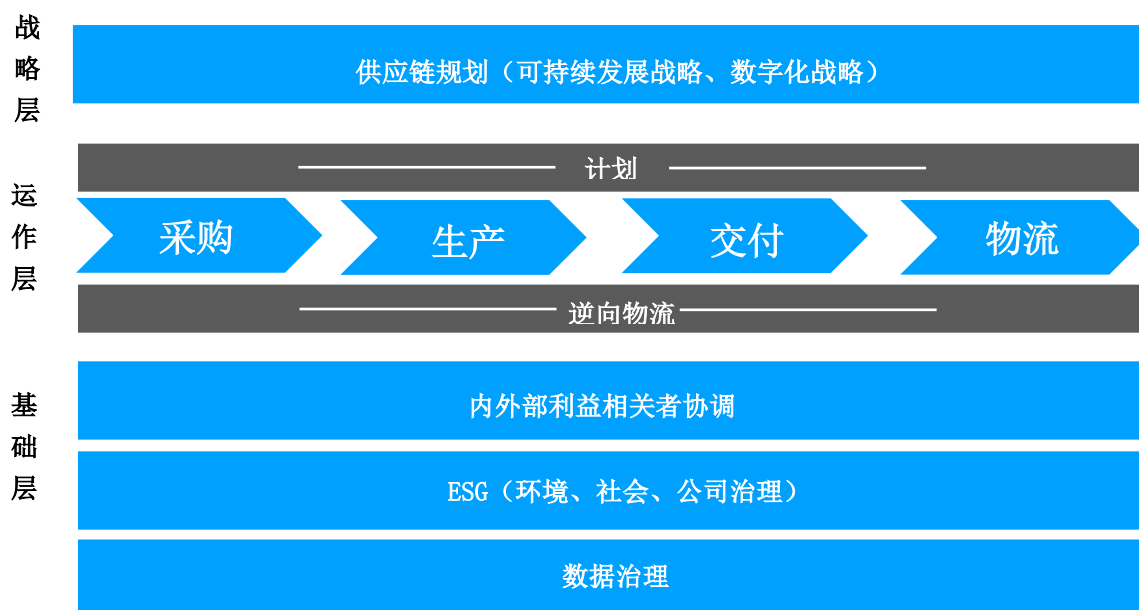 战略层
供应链规划（可持续发展战略、数字化战略）
运作层
计划
采购
生产
交付
物流
逆向物流
基础层
内外部利益相关者协调
ESG（环境、社会、公司治理）
数据治理